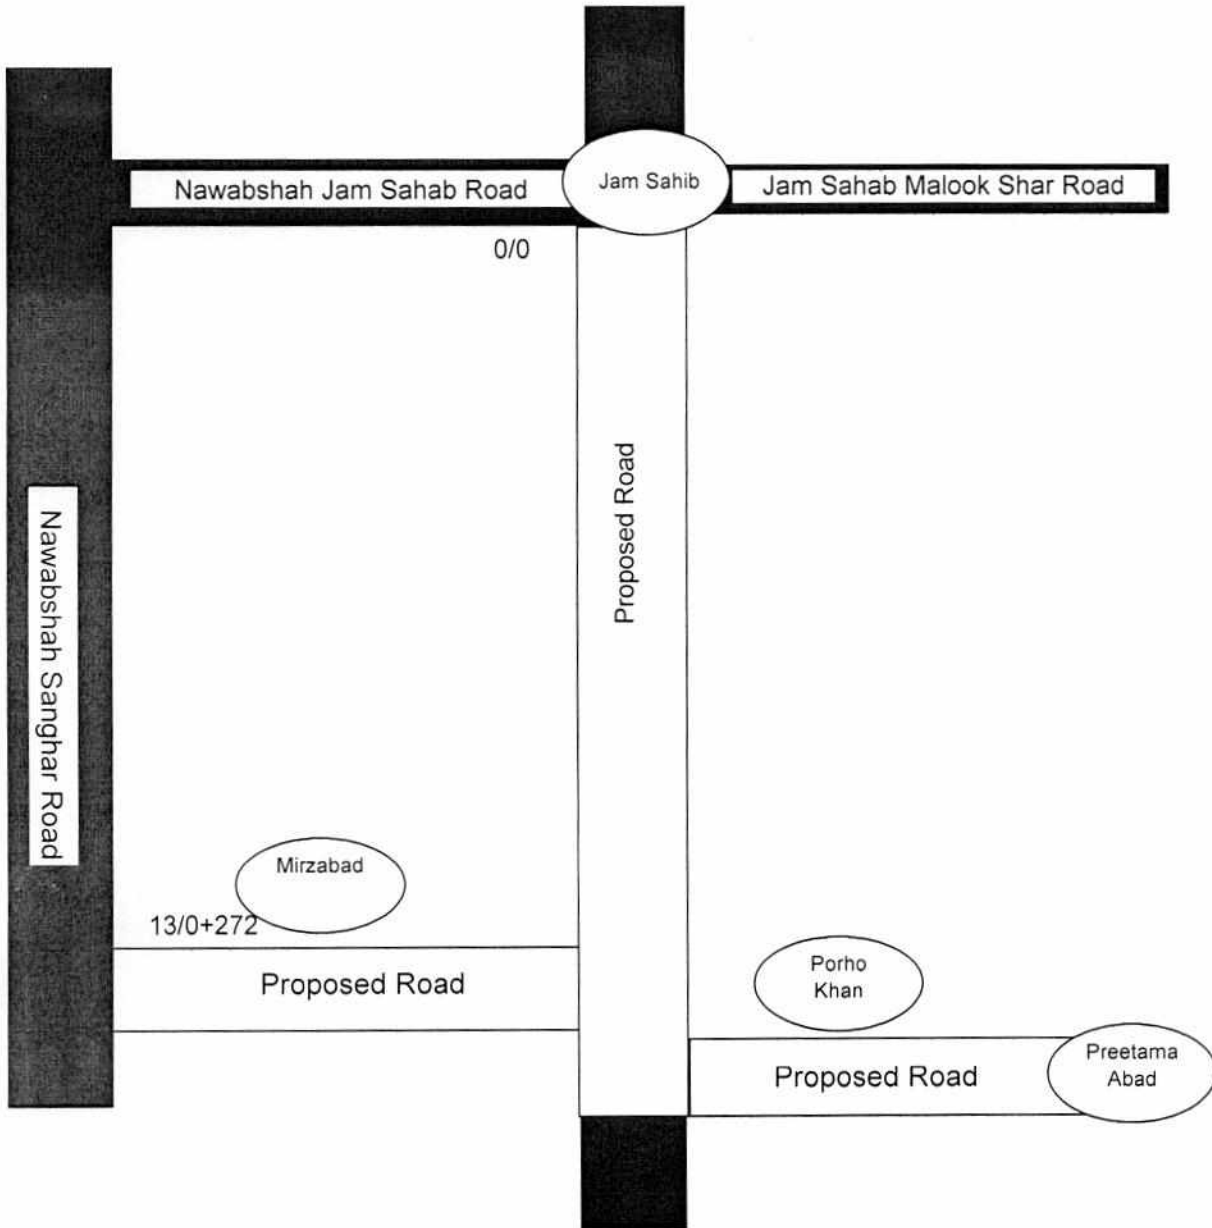 Nawabshah Jam Sahab Road
Jam Sahib
Jam Sahab Malook Shar Road
0/0
Proposed Road
Nawabshah Sanghar Road
Mirzabad
13/0+272
Proposed Road
Porho
Khan
Proposed Road
Preetama
Abad